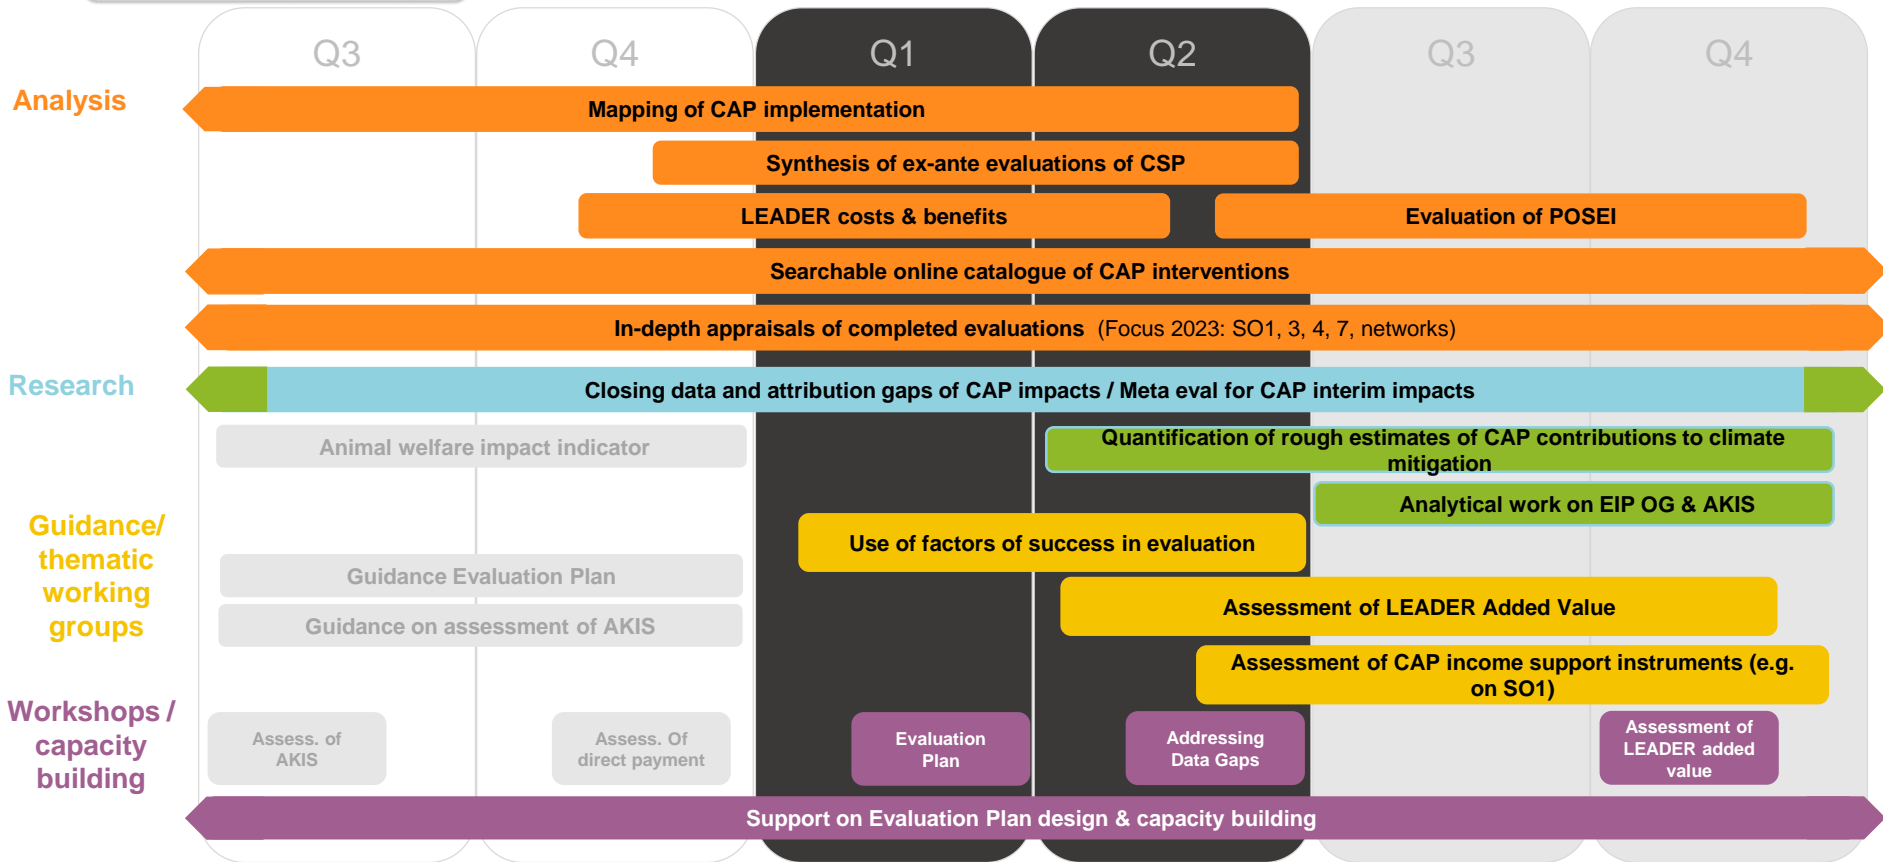 Q3
Q4
Q1
Q2
Q3
Q4
Analysis
Mapping of CAP implementation
Synthesis of ex-ante evaluations of CSP
LEADER costs & benefits
Evaluation of POSEI
Searchable online catalogue of CAP interventions
In-depth appraisals of completed evaluations (Focus 2023: SO1, 3, 4, 7, networks)
Research
Closing data and attribution gaps of CAP impacts / Meta eval for CAP interim impacts
Animal welfare impact indicator
Quantification of rough estimates of CAP contributions to climate
mitigation
Analytical work on EIP OG & AKIS
Guidance/
thematic
working
groups
Use of factors of success in evaluation
Guidance Evaluation Plan
Assessment of LEADER Added Value
Guidance on assessment of AKIS
Assessment of CAP income support instruments (e.g.
on SO1)
Workshops /
capacity
building
Assess. of
AKIS
Assess. Of
direct payment
Evaluation
Plan
Addressing
Data Gaps
Assessment of
LEADER added
value
Support on Evaluation Plan design & capacity building